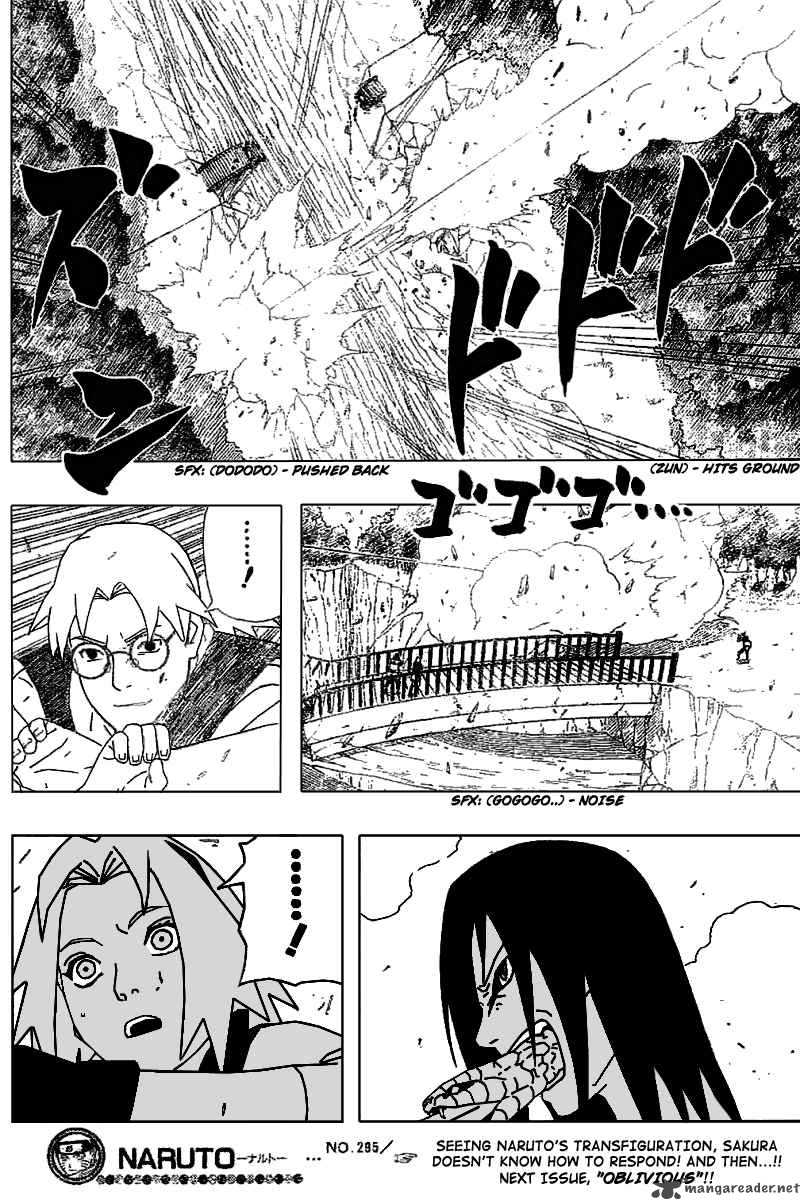 ズン
ドドド
SFX: (DODODO) - PUSHED BACK
(ZUN) - HITS GROUND
ゴゴゴ....
......!
SFX: (GOGOGO..) - NOISE
......!
NARUTO
—ナルト—
... NO.295/
SEEING NARUTO'S TRANSFIGURATION, SAKURA
DOESN'T KNOW HOW TO RESPOND! AND THEN...!!
NEXT ISSUE, "OBLIVIOUS"!!
mangareader.net